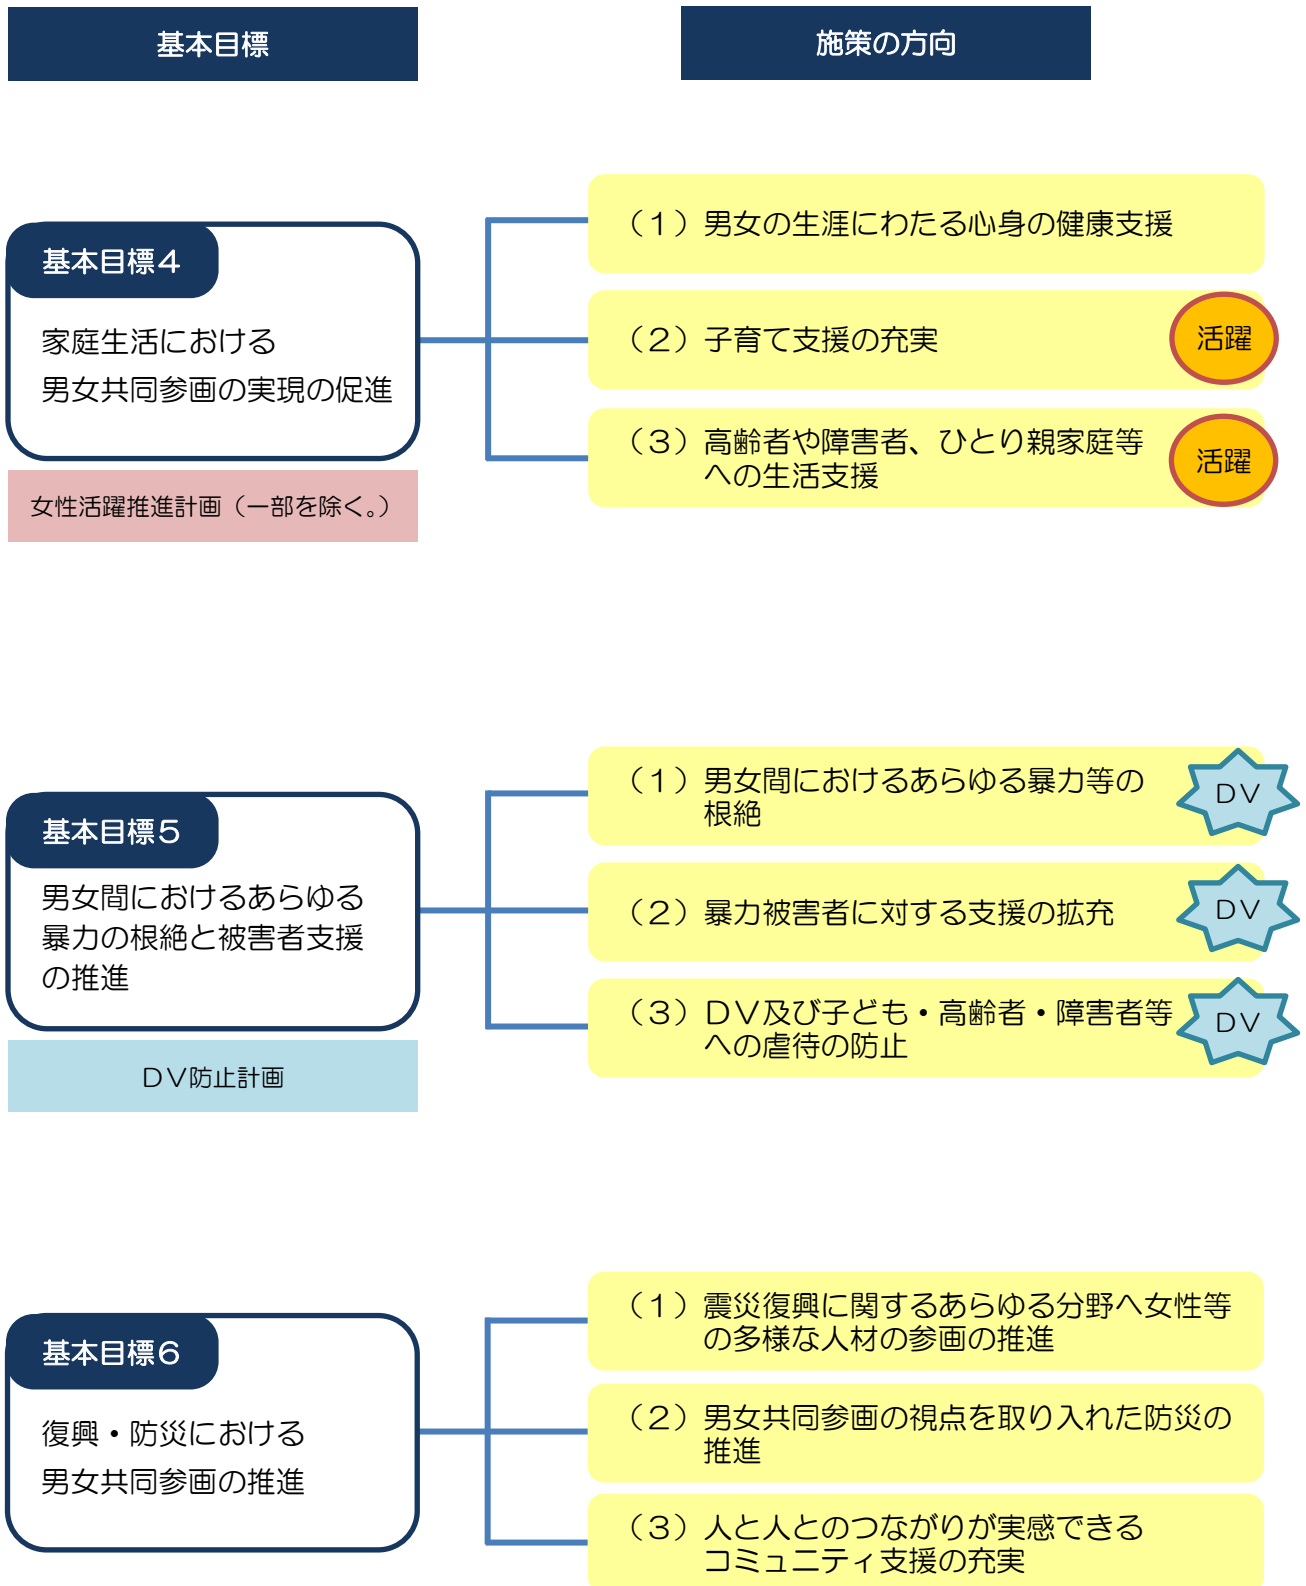 基本目標
施策の方向
基本目標４
家庭生活における
男女共同参画の実現の促進
女性活躍推進計画（一部を除く。）
（１）男女の生涯にわたる心身の健康支援
（２）子育て支援の充実
活躍
（３）高齢者や障害者、ひとり親家庭等
への生活支援
活躍
基本目標５
男女間におけるあらゆる
暴力の根絶と被害者支援
の推進
ＤＶ防止計画
（１）男女間におけるあらゆる暴力等の
根絶
ＤＶ
（２）暴力被害者に対する支援の拡充
ＤＶ
（３）ＤＶ及び子ども・高齢者・障害者等
への虐待の防止
ＤＶ
基本目標６
復興・防災における
男女共同参画の推進
（１）震災復興に関するあらゆる分野へ女性等
の多様な人材の参画の推進
（２）男女共同参画の視点を取り入れた防災の
推進
（３）人と人とのつながりが実感できる
コミュニティ支援の充実